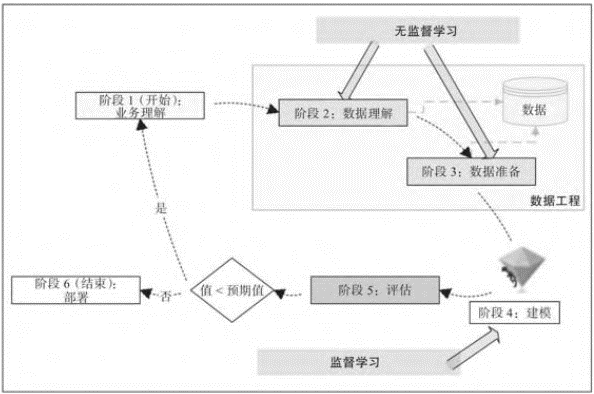 无监督学习
阶段 1（开始）：
业务理解
阶段 2：数据理解
数据
阶段 3：数据准备
数据工程
是
阶段 6（结束）：
部署
否
值 < 预期值
阶段 5：评估
阶段 4：建模
监督学习